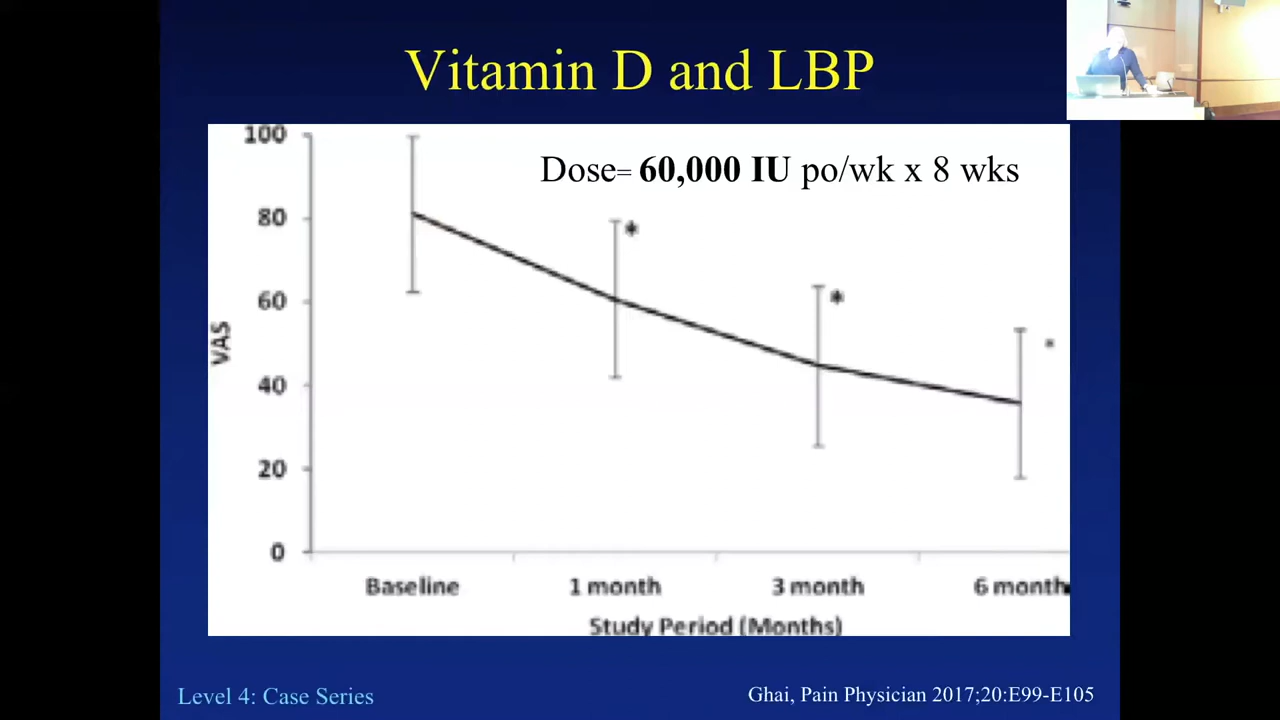 Vitamin D and LBP
Dose= 60,000 IU po/wk x 8 wks
100
80
60
40
20
0
VAS
*
*
Baseline
1 month
3 month
6 month
Study Period (Months)
Level 4: Case Series
Ghai, Pain Physician 2017;20:E99-E105